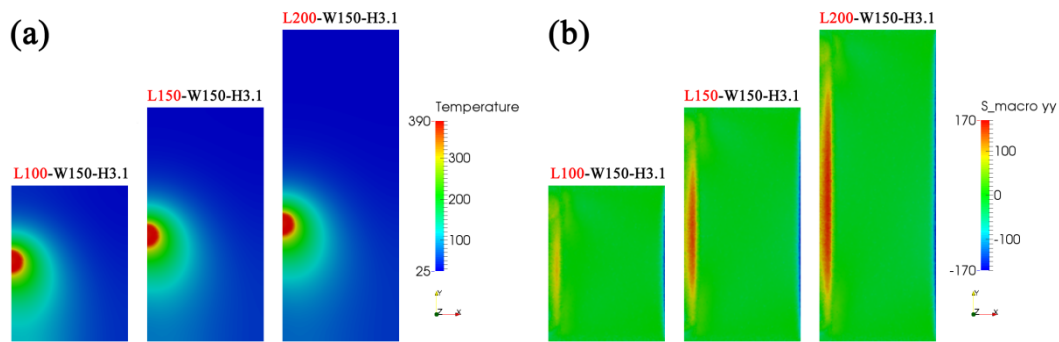 (a)
L100-W150-H3.1
L150-W150-H3.1
L200-W150-H3.1
Temperature
390
300
200
100
25
Y
Z
X
(b)
L100-W150-H3.1
L150-W150-H3.1
L200-W150-H3.1
S_macro yy
170
100
0
-100
-170
Y
Z
X